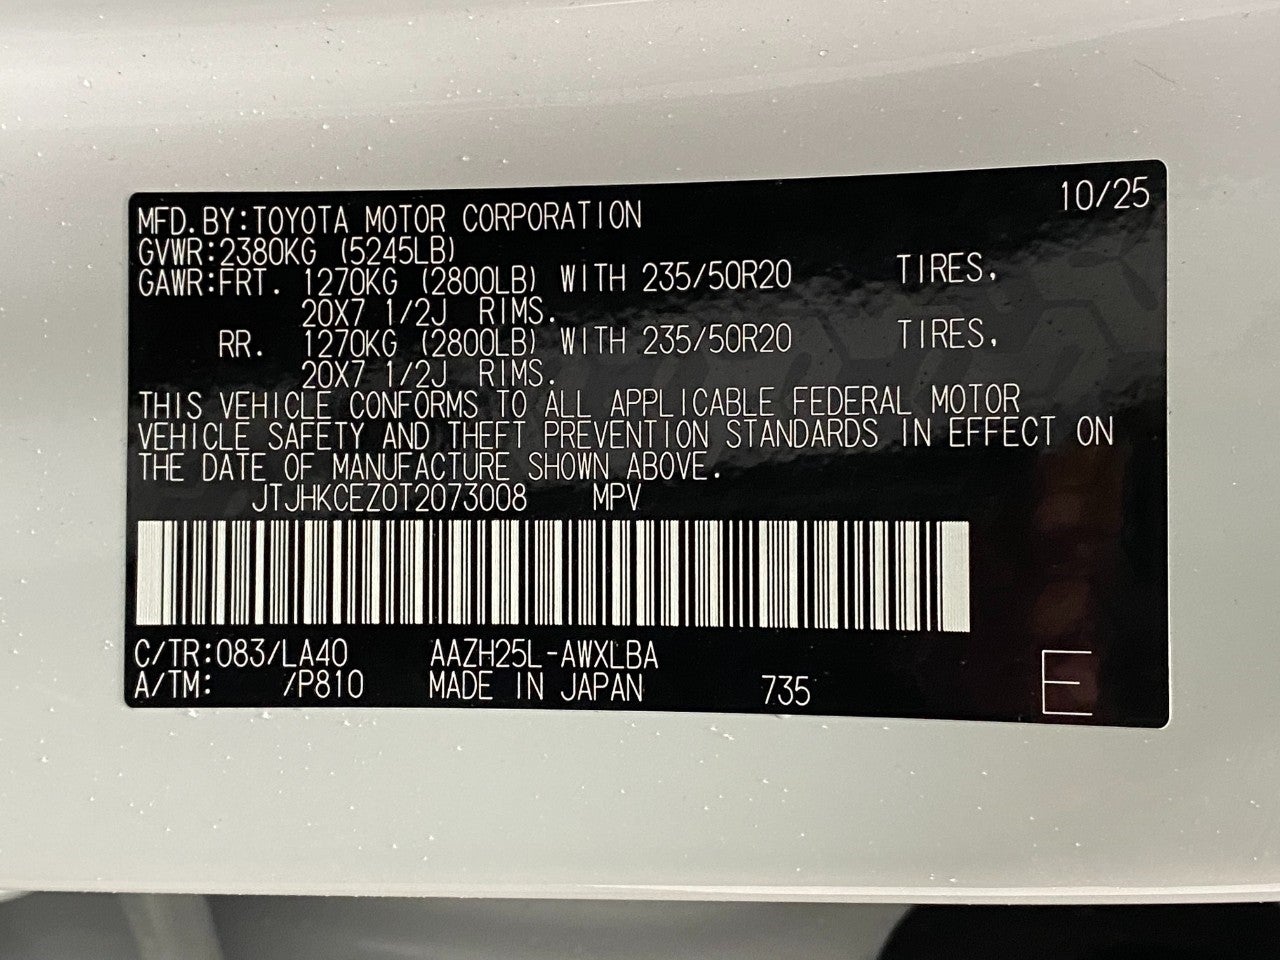 10/25
MFD.BY:TOYOTA MOTOR CORPORATION
GVWR:2380KG (5245LB)
GAWR:FRT. 1270KG (2800LB) WITH 235/50R20 TIRES,
20X7 1/2J RIMS.
RR. 1270KG (2800LB) WITH 235/50R20 TIRES,
20X7 1/2J RIMS.
THIS VEHICLE CONFORMS TO ALL APPLICABLE FEDERAL MOTOR
VEHICLE SAFETY AND THEFT PREVENTION STANDARDS IN EFFECT ON
THE DATE OF MANUFACTURE SHOWN ABOVE.
JTJHKCEZ0T2073008 MPV
C/TR:083/LA40 AAZH25L-AWXLBA
A/TM: /P810 MADE IN JAPAN 735 E